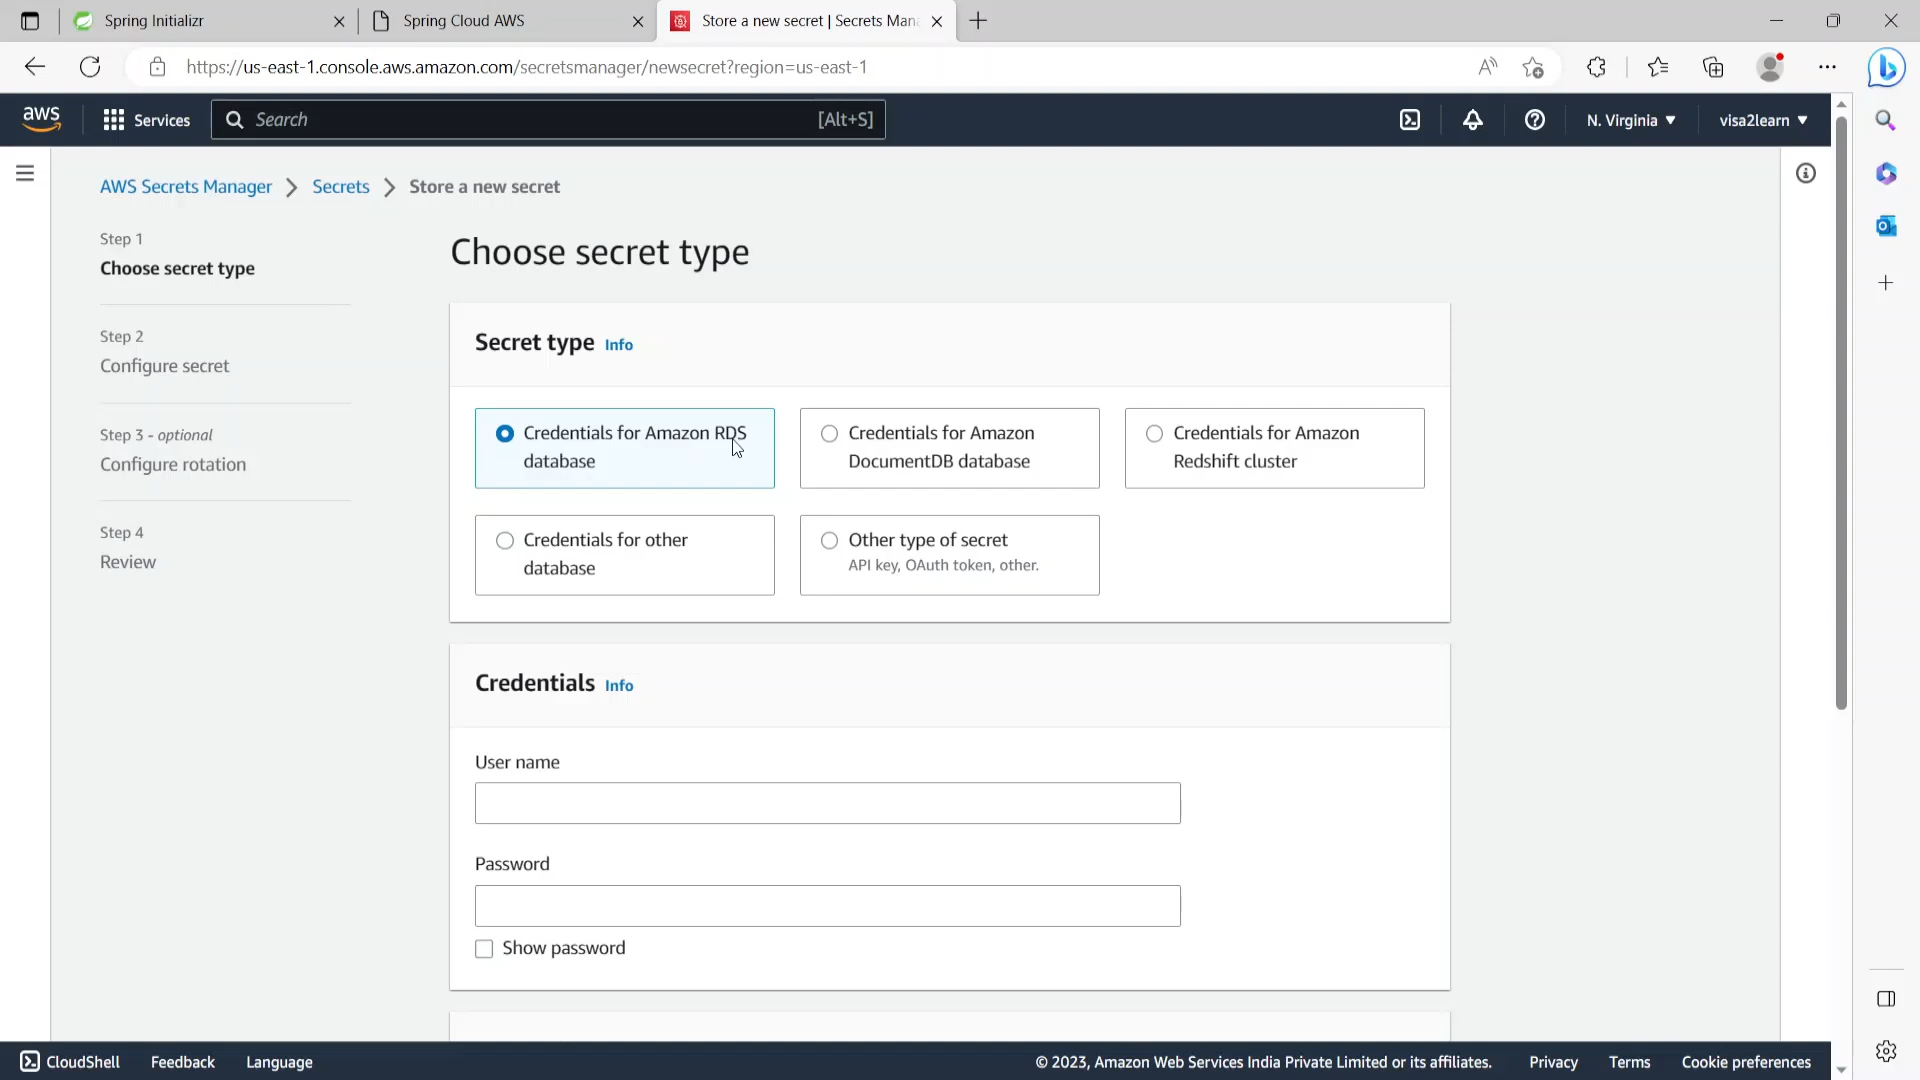 Spring Initializr
Spring Cloud AWS
Store a new secret | Secrets Man
https://us-east-1.console.aws.amazon.com/secretsmanager/newsecret?region=us-east-1
aws
Services
Search
[Alt+S]
N. Virginia
visa2learn
AWS Secrets Manager
Secrets
Store a new secret
Step 1
Choose secret type
Step 2
Configure secret
Step 3 - optional
Configure rotation
Step 4
Review
Choose secret type
Secret type Info
Credentials for Amazon RDS
database
Credentials for Amazon
DocumentDB database
Credentials for Amazon
Redshift cluster
Credentials for other
database
Other type of secret
API key, OAuth token, other.
Credentials Info
User name
Password
Show password
CloudShell
Feedback
Language
© 2023, Amazon Web Services India Private Limited or its affiliates.
Privacy
Terms
Cookie preferences